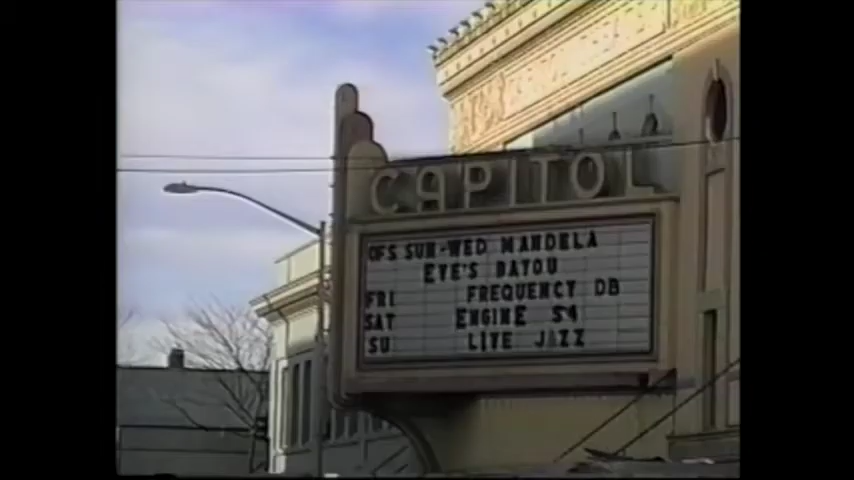 CAPITOL
OFS SUN-WED MANDELA
EVE'S BAYOU
FRI FREQUENCY DB
SAT ENGINE 54
SU LIVE JAZZ